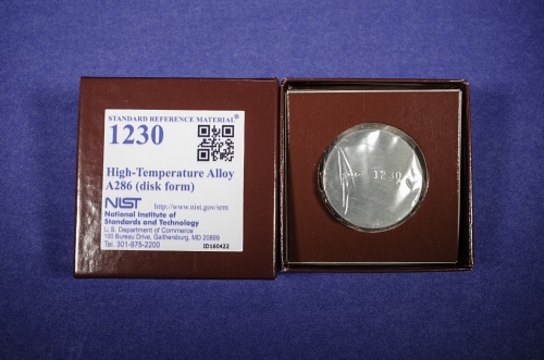 STANDARD REFERENCE MATERIAL®
1230
High-Temperature Alloy
A286 (disk form)
NIST http://www.nist.gov/srm
National Institute of
Standards and Technology
U.S. Department of Commerce
100 Bureau Drive, Gaithersburg, MD 20899
Tel. 301-975-2200
ID160422
1230